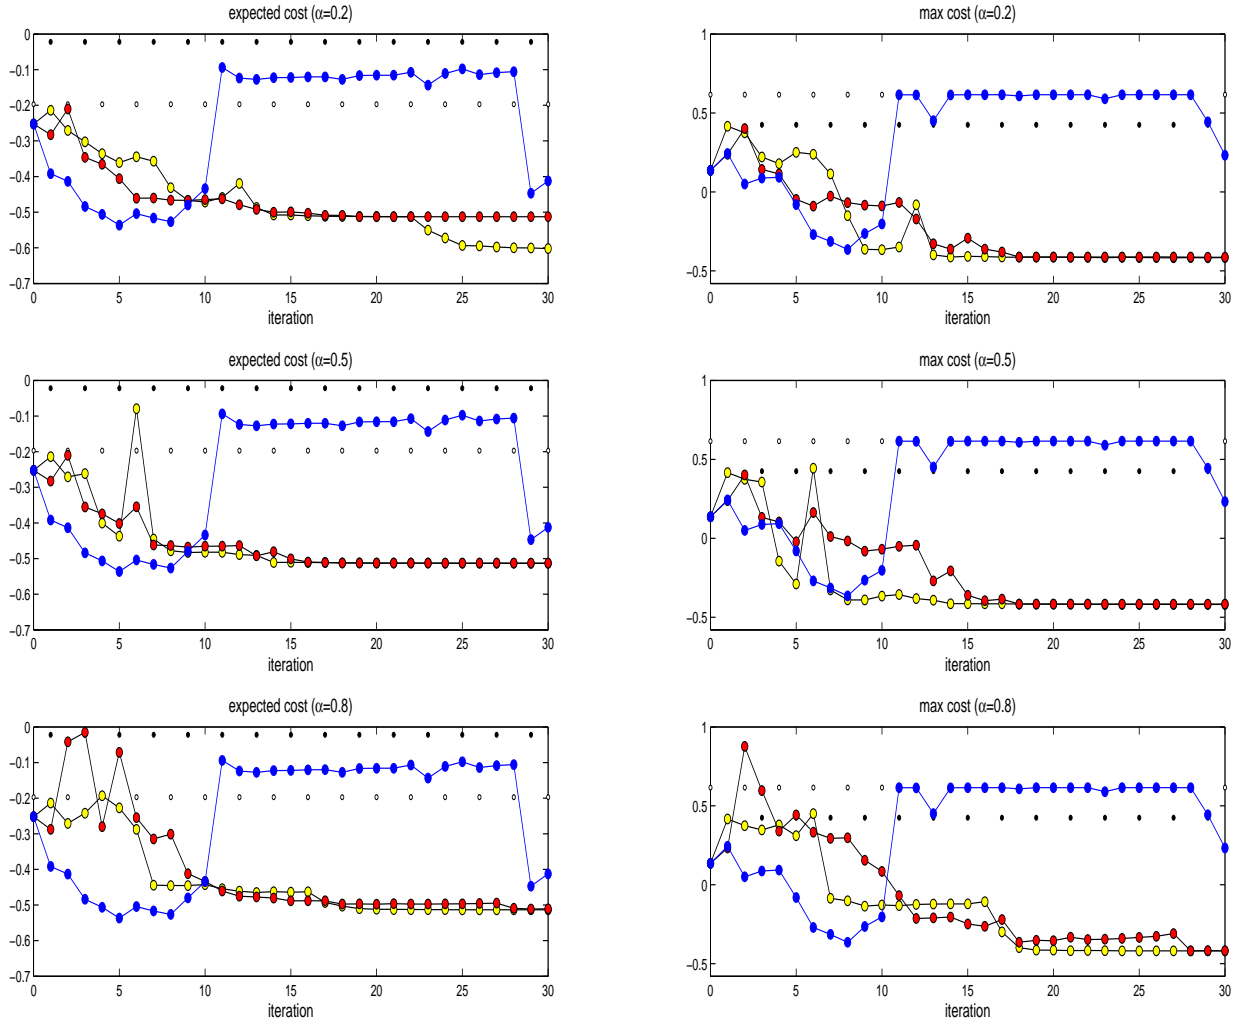 expected cost (α=0.2)
0
−0.1
−0.2
−0.3
−0.4
−0.5
−0.6
−0.7
0 5 10 15 20 25 30
iteration
max cost (α=0.2)
1
0.5
0
−0.5
0 5 10 15 20 25 30
iteration
expected cost (α=0.5)
0
−0.1
−0.2
−0.3
−0.4
−0.5
−0.6
−0.7
0 5 10 15 20 25 30
iteration
max cost (α=0.5)
1
0.5
0
−0.5
0 5 10 15 20 25 30
iteration
expected cost (α=0.8)
0
−0.1
−0.2
−0.3
−0.4
−0.5
−0.6
−0.7
0 5 10 15 20 25 30
iteration
max cost (α=0.8)
1
0.5
0
−0.5
0 5 10 15 20 25 30
iteration